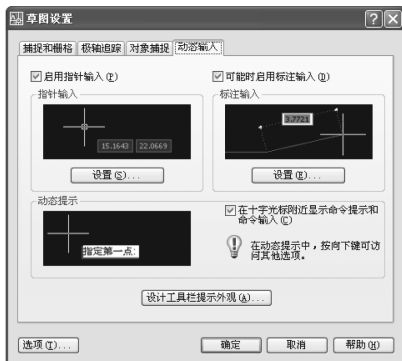 草图设置
捕捉和栅格 极轴追踪 对象捕捉 动态输入
启用指针输入(P)
可能时启用标注输入(D)
指针输入
标注输入
15.1643 22.0669
3.7721
设置(S)...
设置(E)...
动态提示
指定第一点:
在十字光标附近显示命令提示和
命令输入(C)
在动态提示中，按向下键可访
问其他选项。
设计工具栏提示外观(A)...
选项(T)...
确定
取消
帮助(H)